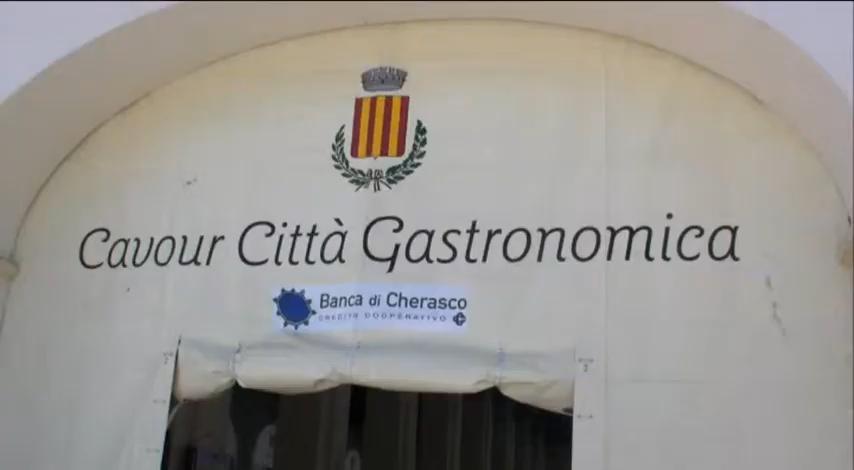 Cavour Città Gastronomica
Banca di Cherasco
CREDITO COOPERATIVO